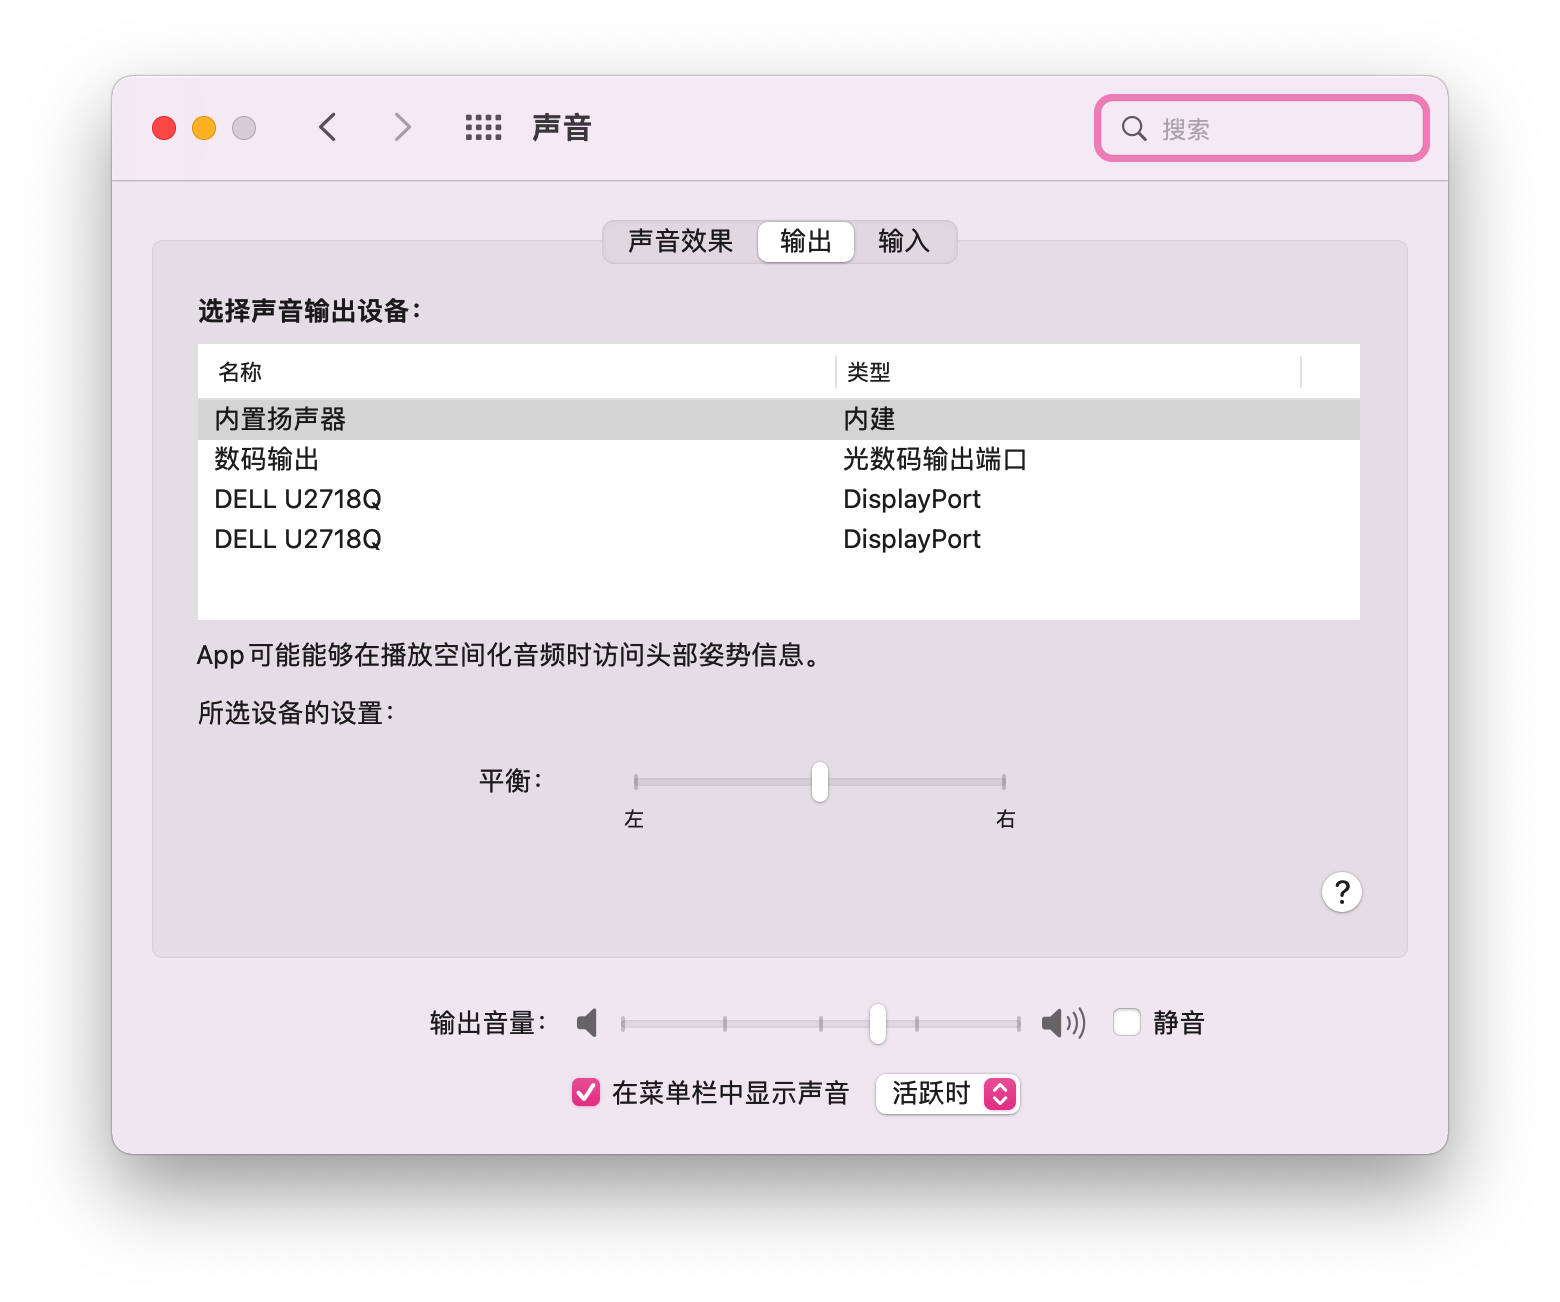 声音
搜索
声音效果 输出 输入
选择声音输出设备：
名称 类型
内置扬声器 内建
数码输出 光数码输出端口
DELL U2718Q DisplayPort
DELL U2718Q DisplayPort
App 可能能够在播放空间化音频时访问头部姿势信息。
所选设备的设置：
平衡：
左 右
?
输出音量： 静音
在菜单栏中显示声音 活跃时